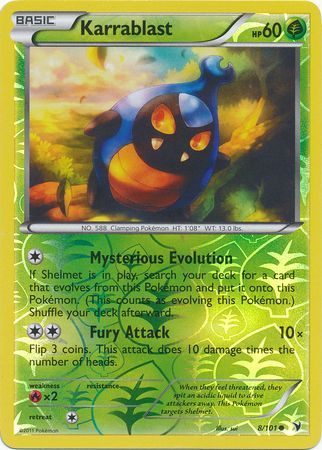 BASIC
Karrablast
HP60
NO. 588 Clamping Pokémon HT: 1'08" WT: 13.0 lbs.
Mysterious Evolution
If Shelmet is in play, search your deck for a card
that evolves from this Pokémon and put it onto this
Pokémon. (This counts as evolving this Pokémon.)
Shuffle your deck afterward.
Fury Attack 10×
Flip 3 coins. This attack does 10 damage times the
number of heads.
weakness
×2
resistance
retreat
When they feel threatened, they
spit an acidic liquid to drive
attackers away. This Pokémon
targets Shelmet.
Illus. sui
8/101
©2011 Pokémon